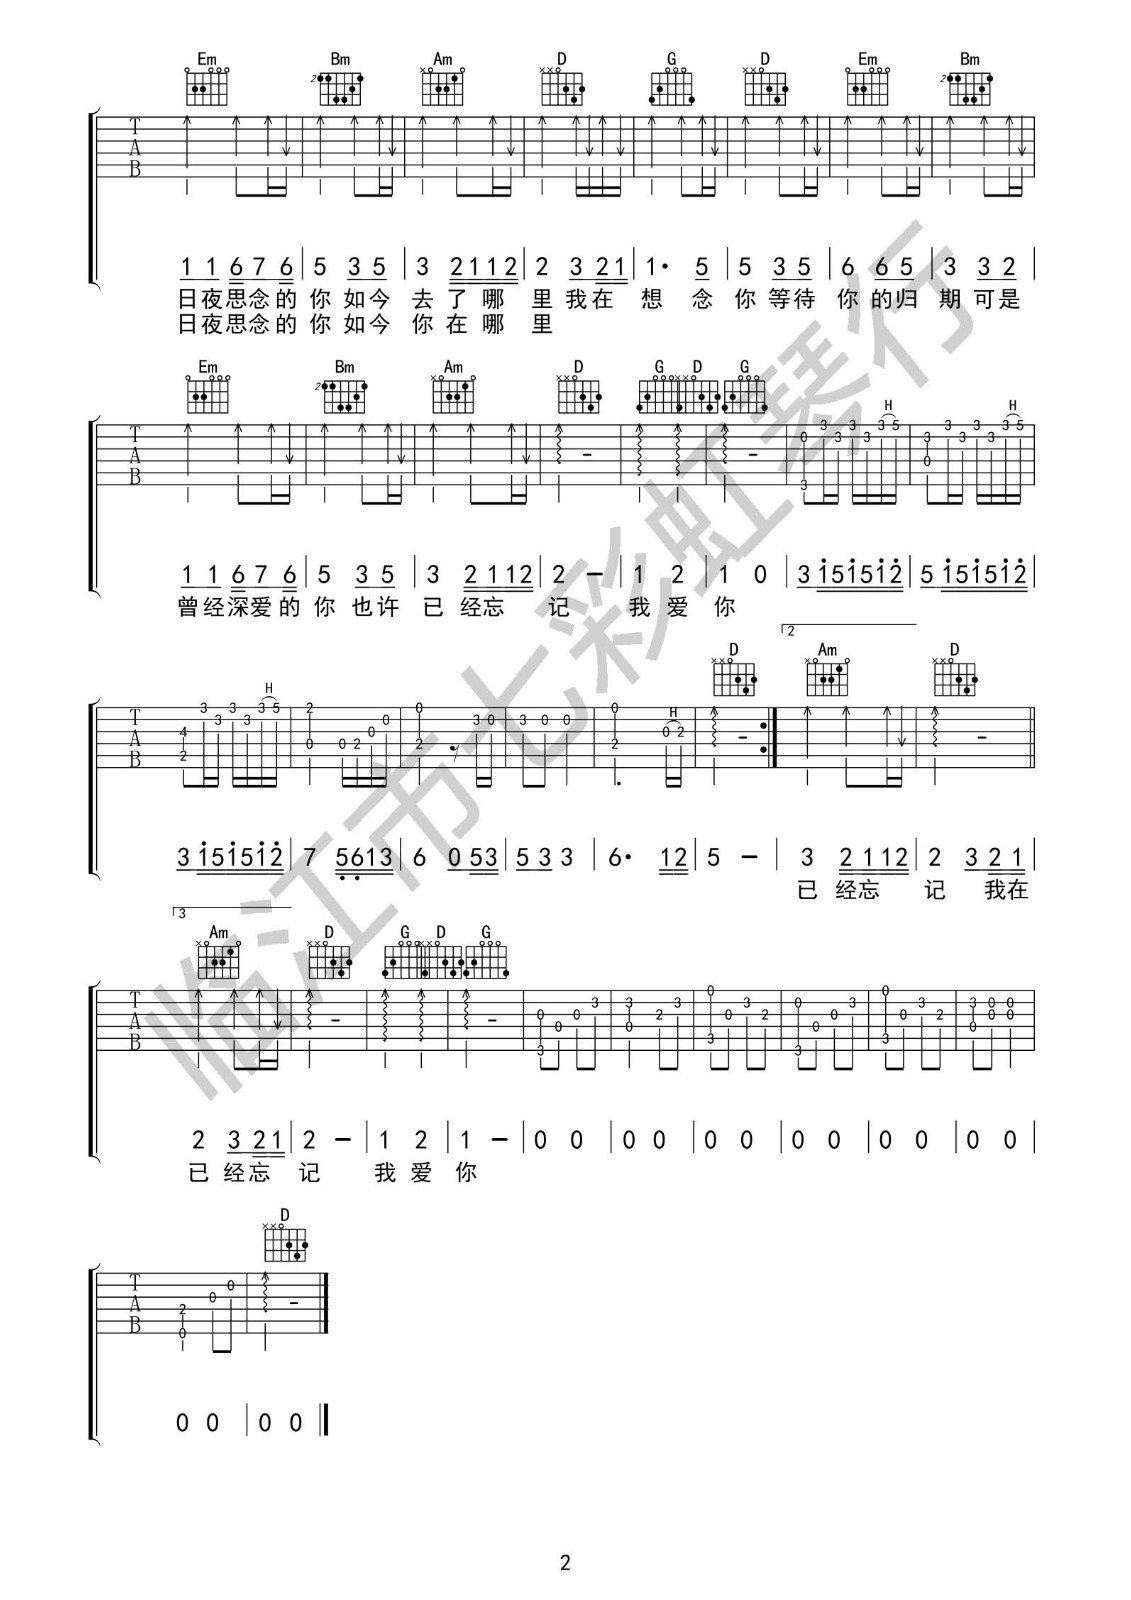 Em Bm Am D G D Em Bm
2 2
T
A
B
1 1 6 7 6 | 5 3 5 | 3 2 1 1 2 | 2 3 2 1 | 1· 5 | 5 3 5 | 6 6 5 | 3 3 2 |
日夜思念的你如今 去了哪 里我在 想 念 你等待 你的归 期可是
日夜思念的你如今 你在哪 里
Em Bm Am D G D G
2 H H
T
A
B
1 1 6 7 6 | 5 3 5 | 3 2 1 1 2 | 2 – | 1 2 | 1 0 | 3 1 5 1 5 1 2 | 5 1 5 1 5 1 2 |
曾经深爱的 你也许 已经忘 记 我爱 你
2
D Am D
H H
T
A
B
3 1 5 1 5 1 2 | 7 5 6 1 3 | 6 0 5 3 | 5 3 3 | 6· 1 2 | 5 – | 3 2 1 1 2 | 2 3 2 1 |
已 经忘 记 我在
3
Am D G D G
T
A
B
2 3 2 1 | 2 – | 1 2 | 1 – | 0 0 | 0 0 | 0 0 | 0 0 | 0 0 | 0 0 |
已 经忘 记 我 爱 你
D
T
A
B
0 0 | 0 0
临江市七彩虹琴行
2